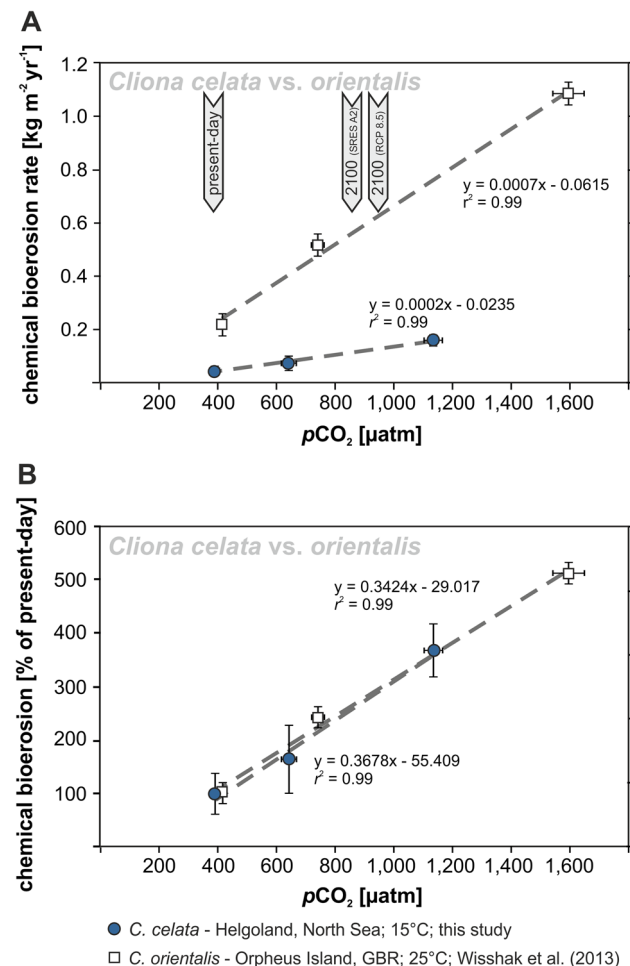 A
chemical bioerosion rate [kg m⁻² yr⁻¹]
Cliona celata vs. orientalis
1.2
1.0
0.8
0.6
0.4
0.2
present-day
2100 (SRES A2)
2100 (RCP 8.5)
y = 0.0007x - 0.0615
r² = 0.99
y = 0.0002x - 0.0235
r² = 0.99
200 400 600 800 1,000 1,200 1,400 1,600
pCO₂ [µatm]
B
chemical bioerosion [% of present-day]
Cliona celata vs. orientalis
600
500
400
300
200
100
y = 0.3424x - 29.017
r² = 0.99
y = 0.3678x - 55.409
r² = 0.99
200 400 600 800 1,000 1,200 1,400 1,600
pCO₂ [µatm]
C. celata - Helgoland, North Sea; 15°C; this study
C. orientalis - Orpheus Island, GBR; 25°C; Wisshak et al. (2013)